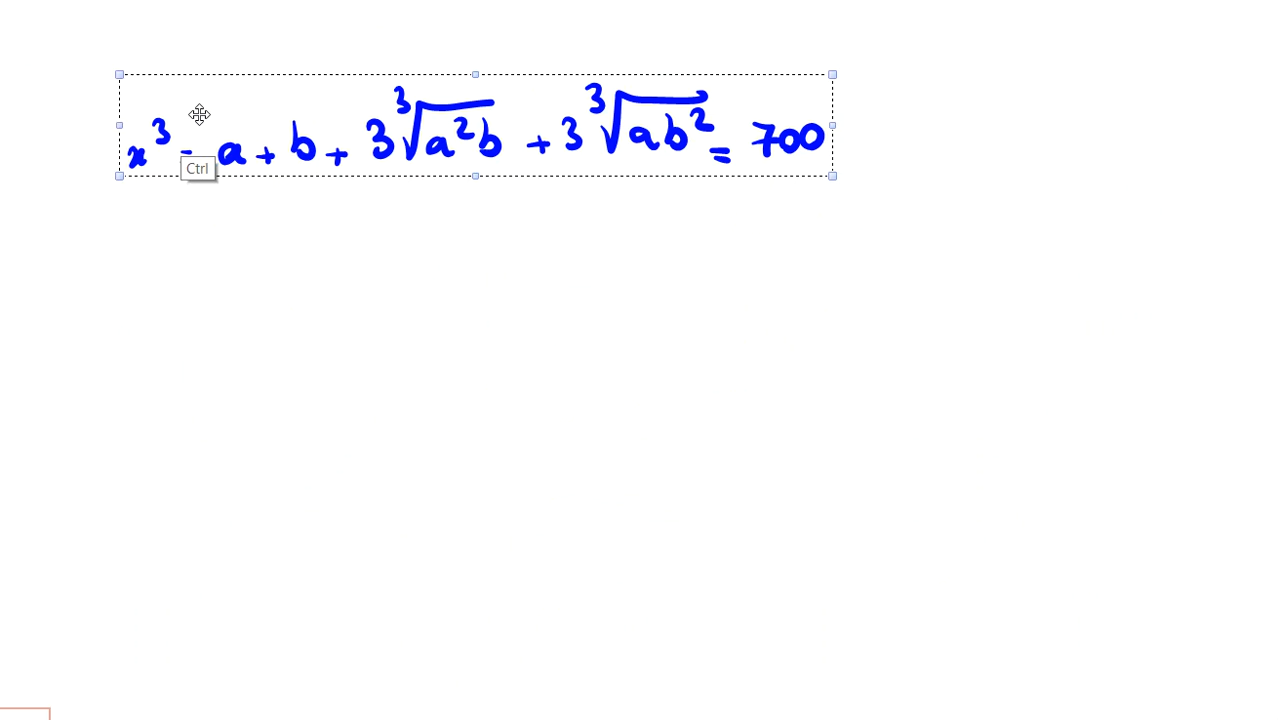 x³ = a + b + 3∛(a²b) + 3∛(ab²) = 700
Ctrl